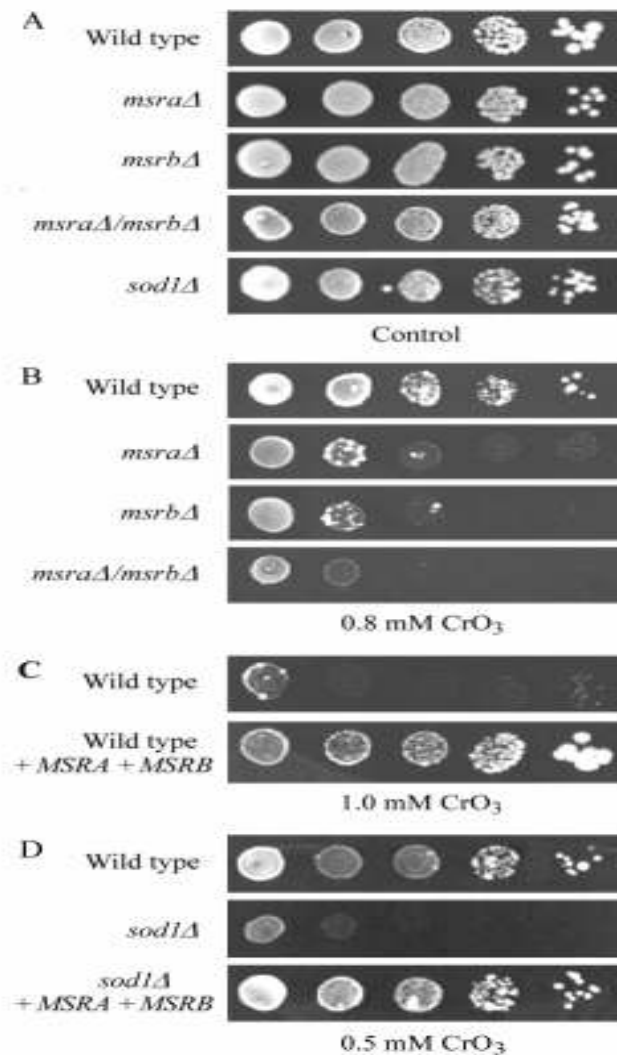 A
Wild type
msraΔ
msrbΔ
msraΔ/msrbΔ
sod1Δ
Control
B
Wild type
msraΔ
msrbΔ
msraΔ/msrbΔ
0.8 mM CrO₃
C
Wild type
Wild type
+ MSRA + MSRB
1.0 mM CrO₃
D
Wild type
sod1Δ
sod1Δ
+ MSRA + MSRB
0.5 mM CrO₃